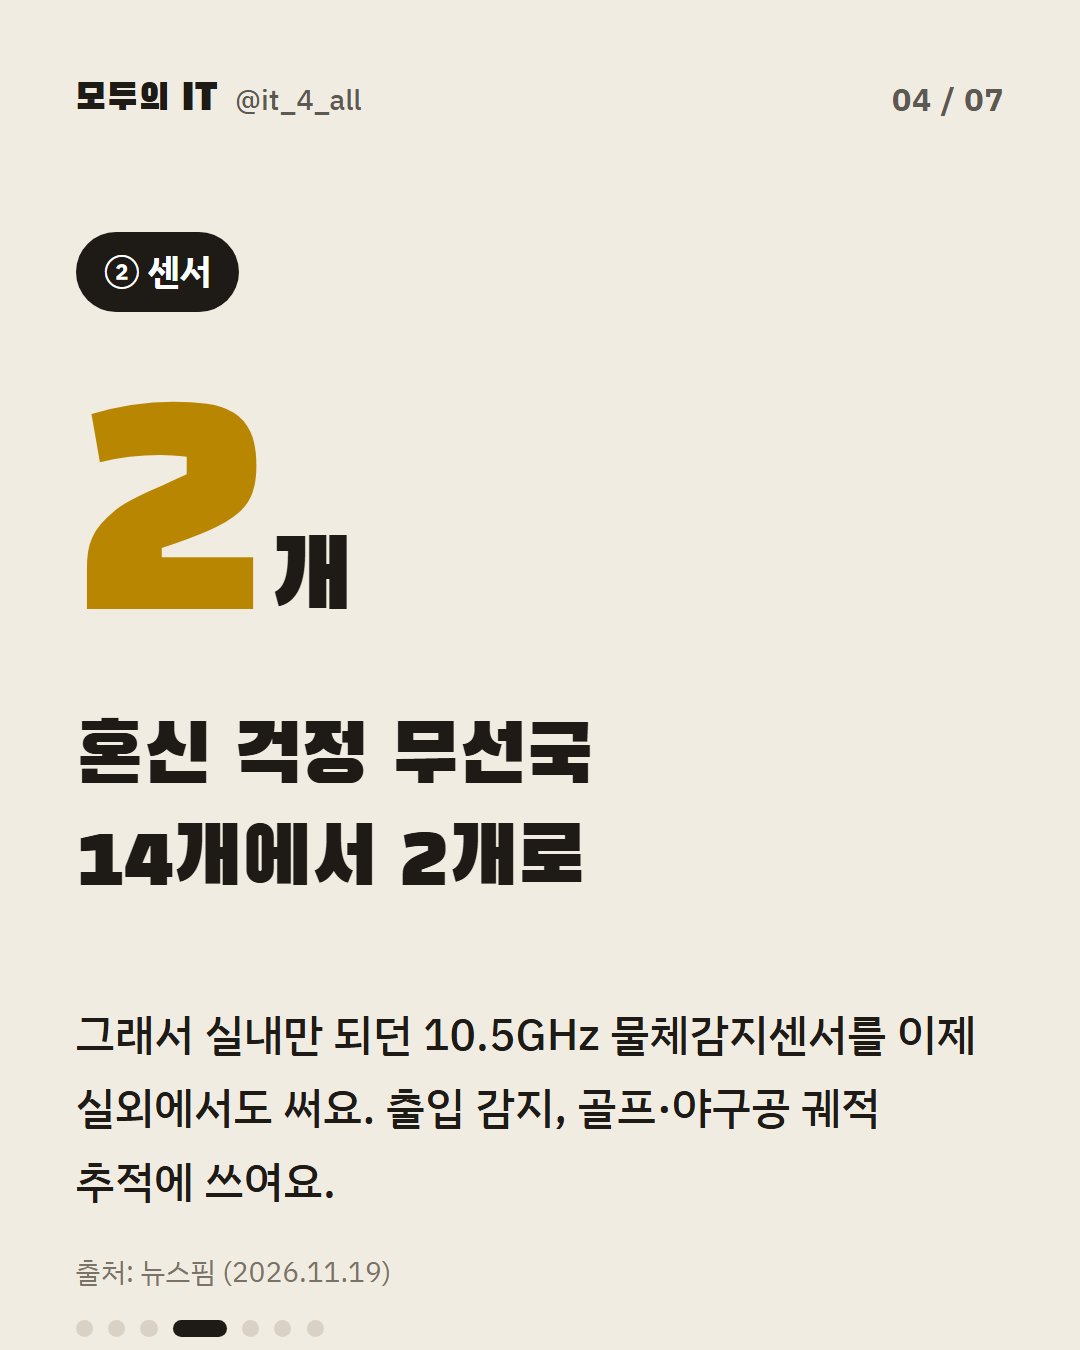 모두의 IT @it_4_all
04 / 07
② 센서
2개
혼신 걱정 무선국
14개에서 2개로
그래서 실내만 되던 10.5GHz 물체감지센서를 이제
실외에서도 써요. 출입 감지, 골프·야구공 궤적
추적에 쓰여요.
출처: 뉴스핌 (2026.11.19)